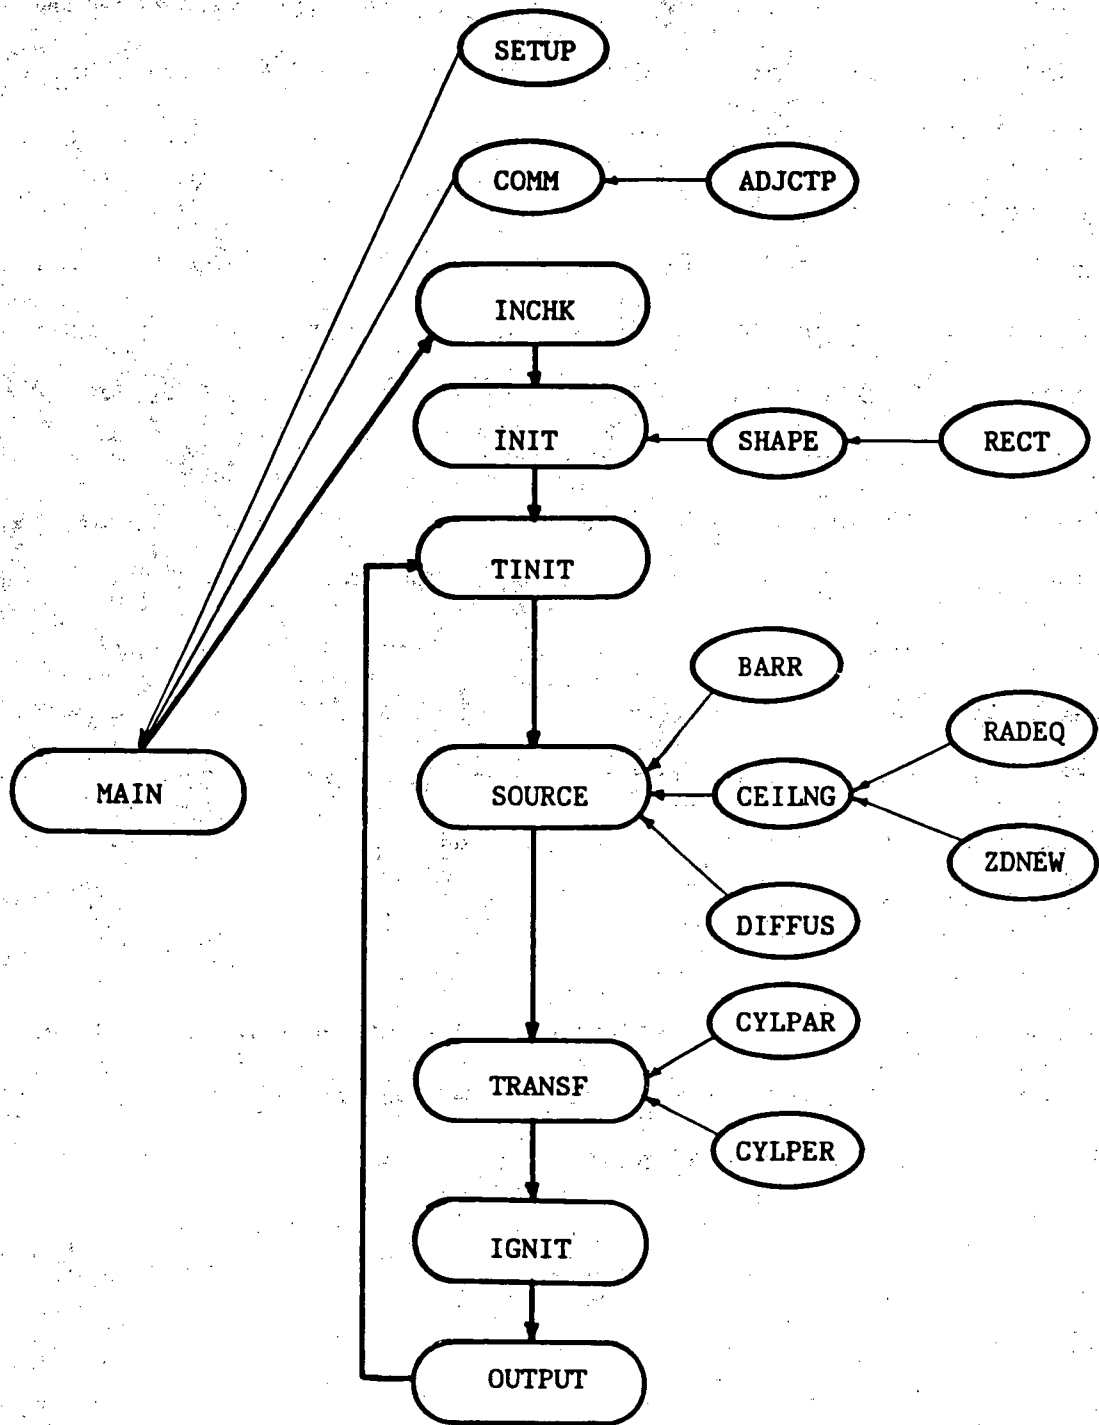 SETUP
COMM
ADJCTP
INCHK
INIT
SHAPE
RECT
TINIT
BARR
RADEQ
MAIN
SOURCE
CEILNG
ZDNEW
DIFFUS
CYLPAR
TRANSF
CYLPER
IGNIT
OUTPUT